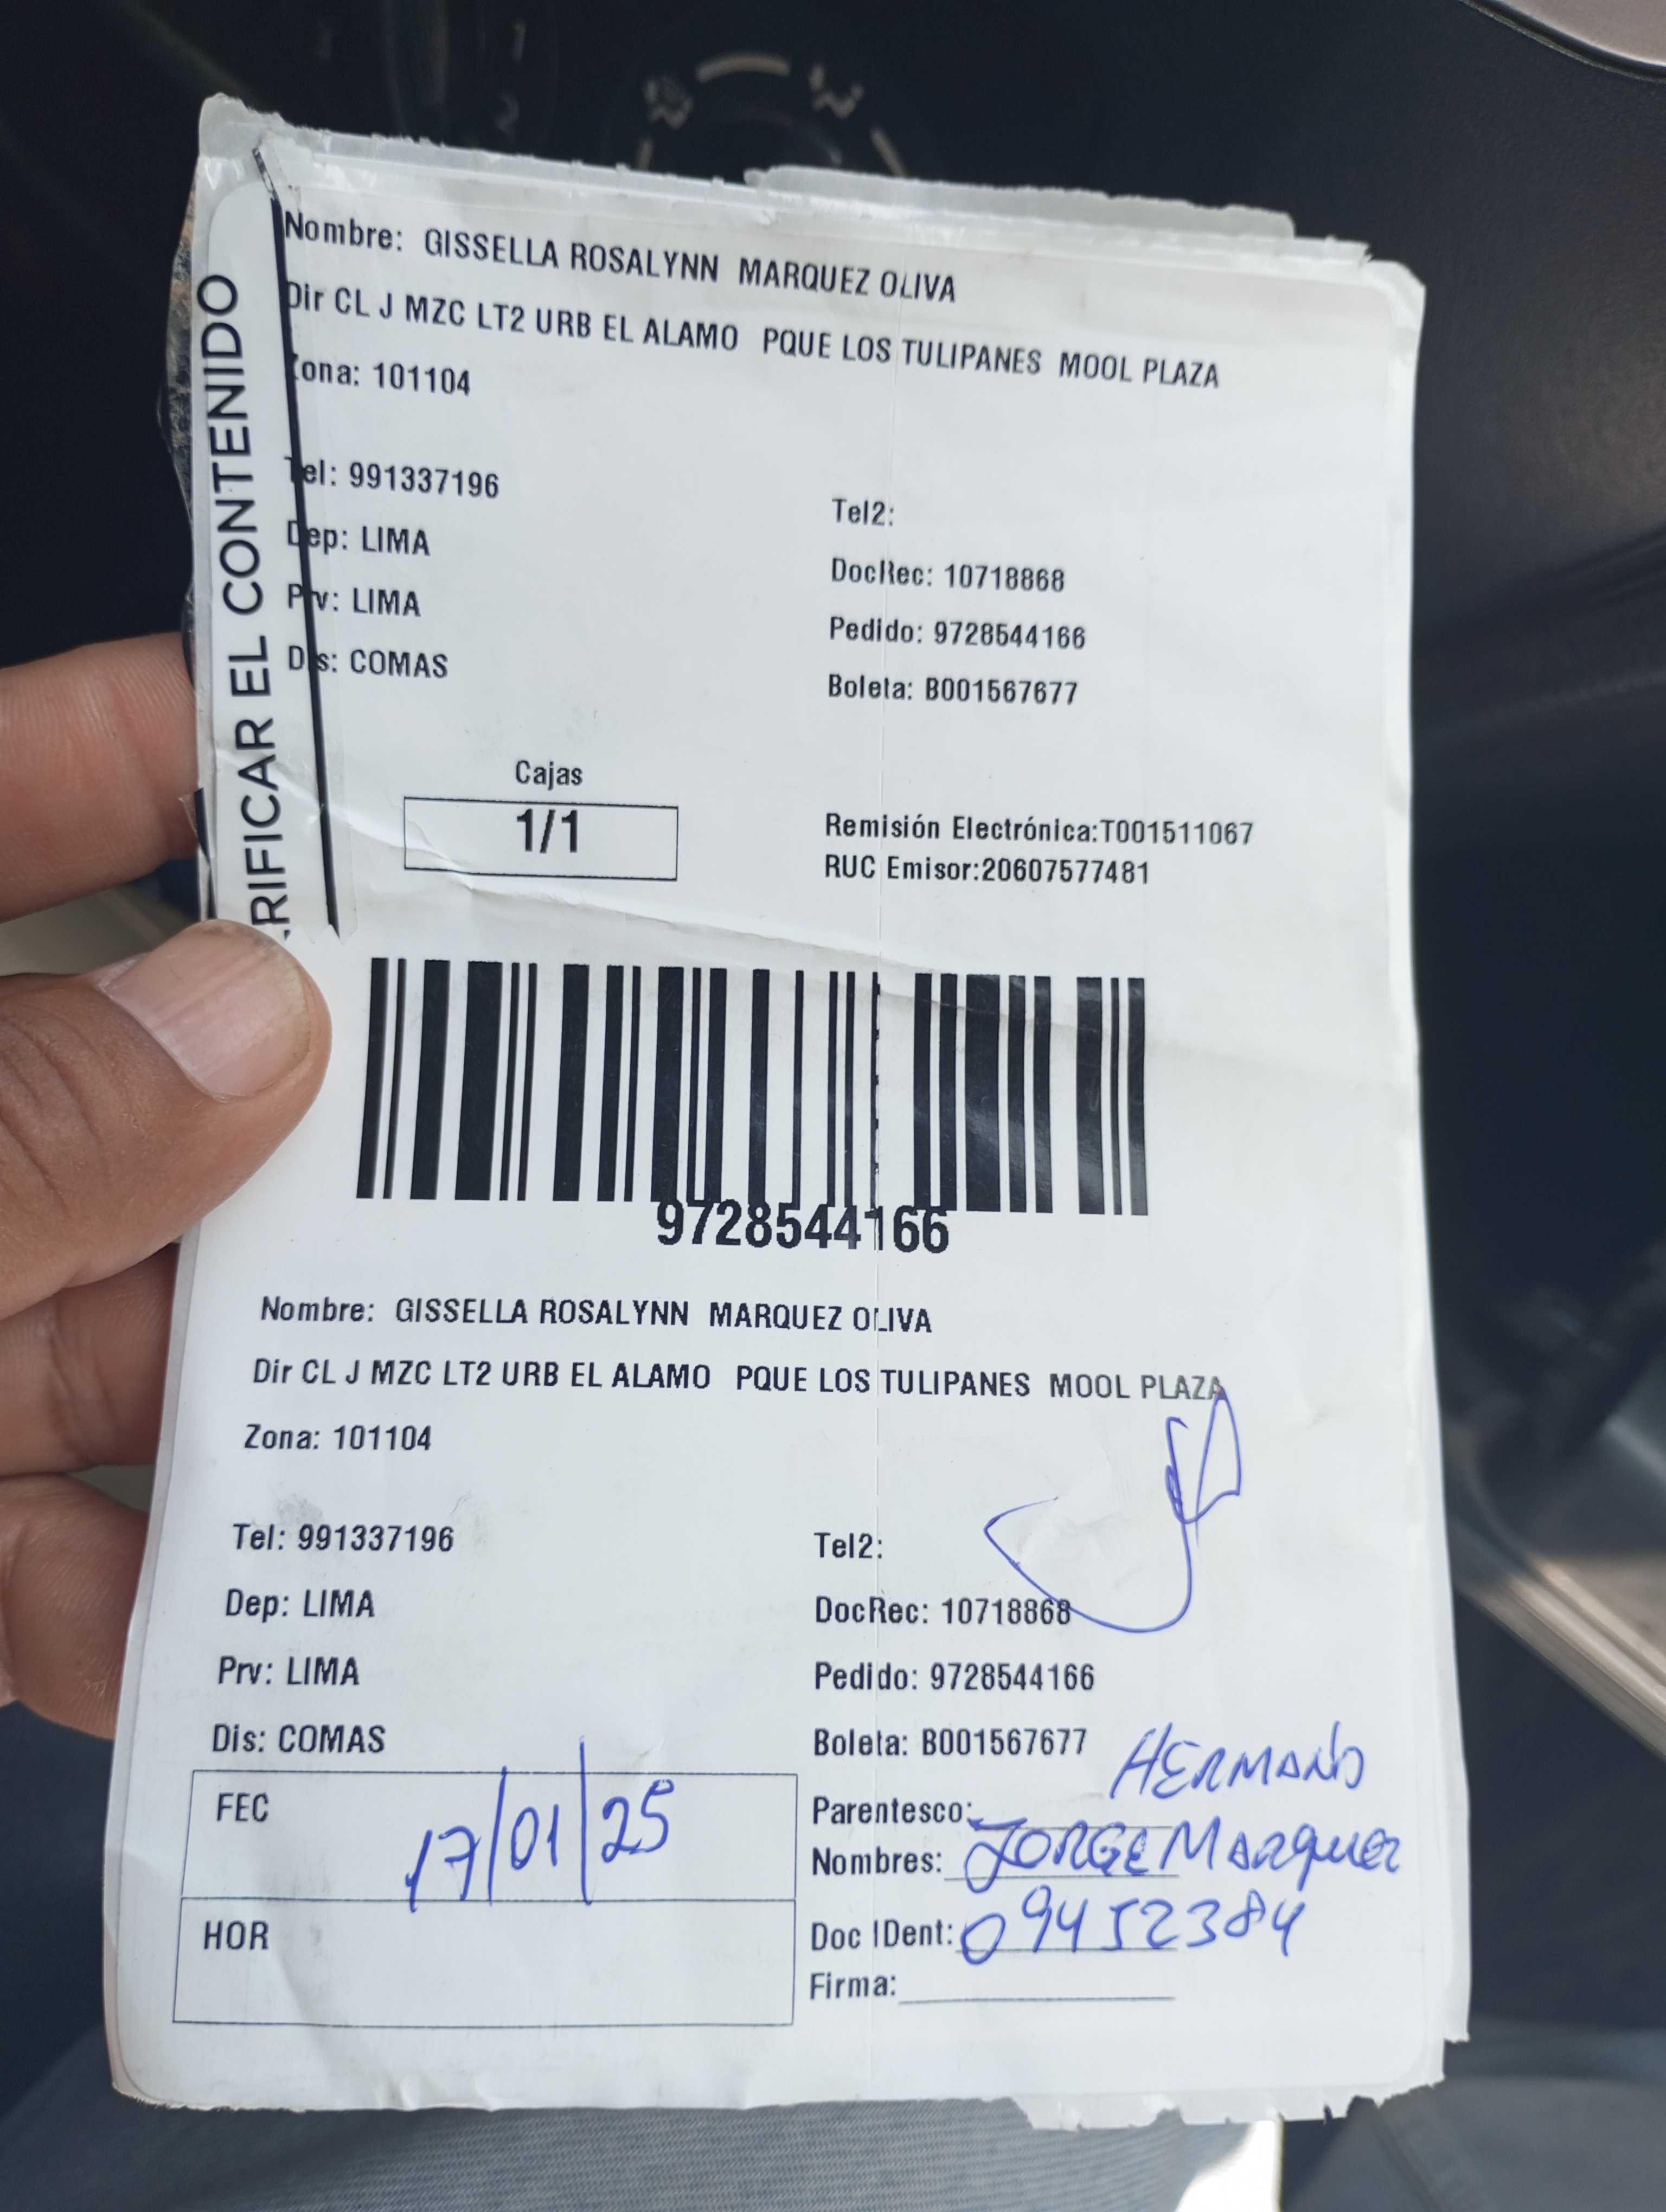 RIFICAR EL CONTENIDO
Nombre: GISSELLA ROSALYNN MARQUEZ OLIVA
Dir CL J MZC LT2 URB EL ALAMO PQUE LOS TULIPANES MOOL PLAZA
Zona: 101104
Tel: 991337196
Tel2:
Dep: LIMA
DocRec: 10718868
Prv: LIMA
Pedido: 9728544166
Dis: COMAS
Boleta: B001567677
Cajas
1/1
Remisión Electrónica:T001511067
RUC Emisor:20607577481
9728544166
Nombre: GISSELLA ROSALYNN MARQUEZ OLIVA
Dir CL J MZC LT2 URB EL ALAMO PQUE LOS TULIPANES MOOL PLAZA
Zona: 101104
Tel: 991337196
Tel2:
Dep: LIMA
DocRec: 10718868
Prv: LIMA
Pedido: 9728544166
Dis: COMAS
Boleta: B001567677
FEC 17/01/25
HOR
Parentesco: HERMANO
Nombres: JORGE MARQUEZ
Doc IDent: 09452384
Firma: